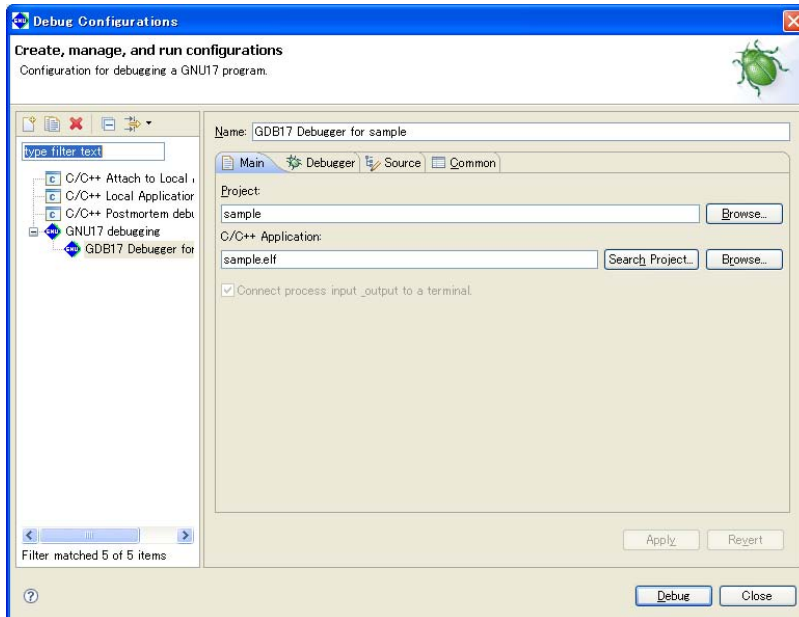 Debug Configurations
Create, manage, and run configurations
Configuration for debugging a GNU17 program.
type filter text
C/C++ Attach to Local
C/C++ Local Application
C/C++ Postmortem debu
GNU17 debugging
GDB17 Debugger for
Filter matched 5 of 5 items
Name: GDB17 Debugger for sample
Main Debugger Source Common
Project:
sample Browse...
C/C++ Application:
sample.elf Search Project... Browse...
Connect process input _output to a terminal.
Apply Revert
Debug Close